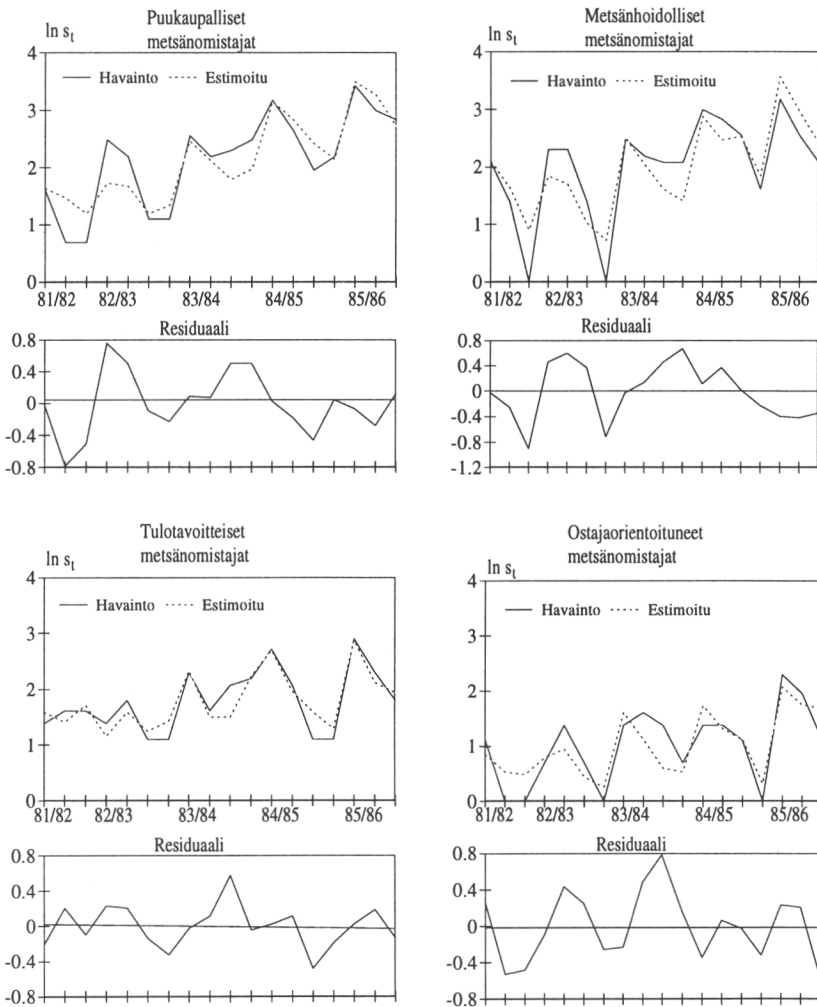 Puukaupalliset
metsänomistajat
ln st
4
3
2
1
0
Havainto Estimoitu
81/82 82/83 83/84 84/85 85/86
Residuaali
0.8
0.4
0
-0.4
-0.8
Metsänhoidolliset
metsänomistajat
ln st
4
3
2
1
0
Havainto Estimoitu
81/82 82/83 83/84 84/85 85/86
Residuaali
0.8
0.4
0
-0.4
-0.8
-1.2
Tulotavoitteiset
metsänomistajat
ln st
4
3
2
1
0
Havainto Estimoitu
81/82 82/83 83/84 84/85 85/86
Residuaali
0.8
0.4
0
-0.4
-0.8
Ostajaorientoituneet
metsänomistajat
ln st
4
3
2
1
0
Havainto Estimoitu
81/82 82/83 83/84 84/85 85/86
Residuaali
0.8
0.4
0
-0.4
-0.8